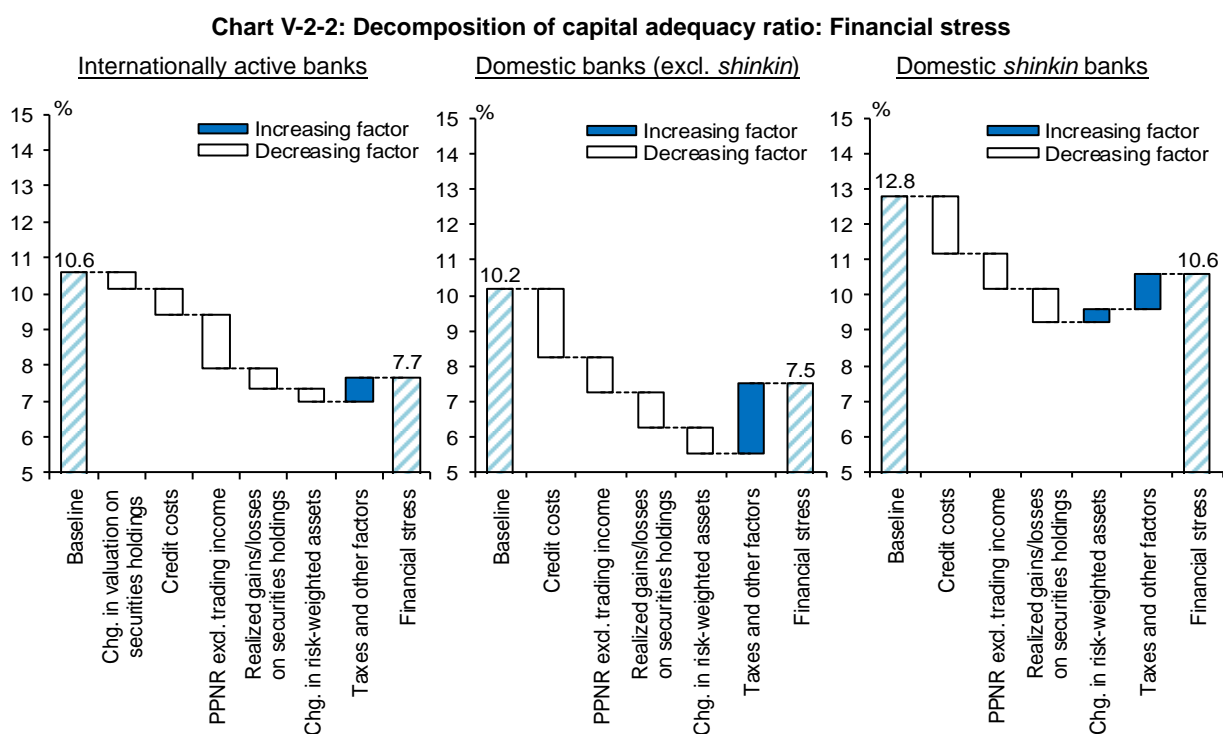 Chart V-2-2: Decomposition of capital adequacy ratio: Financial stress
Internationally active banks
%
15
14
13
12
11
10
9
8
7
6
5
Increasing factor
Decreasing factor
10.6
7.7
Baseline
Chg. in valuation on
securities holdings
Credit costs
PPNR excl. trading income
Realized gains/losses
on securities holdings
Chg. in risk-weighted assets
Taxes and other factors
Financial stress
Domestic banks (excl. shinkin)
%
15
14
13
12
11
10
9
8
7
6
5
Increasing factor
Decreasing factor
10.2
7.5
Baseline
Credit costs
PPNR excl. trading income
Realized gains/losses
on securities holdings
Chg. in risk-weighted assets
Taxes and other factors
Financial stress
Domestic shinkin banks
%
15
14
13
12
11
10
9
8
7
6
5
Increasing factor
Decreasing factor
12.8
10.6
Baseline
Credit costs
PPNR excl. trading income
Realized gains/losses
on securities holdings
Chg. in risk-weighted assets
Taxes and other factors
Financial stress